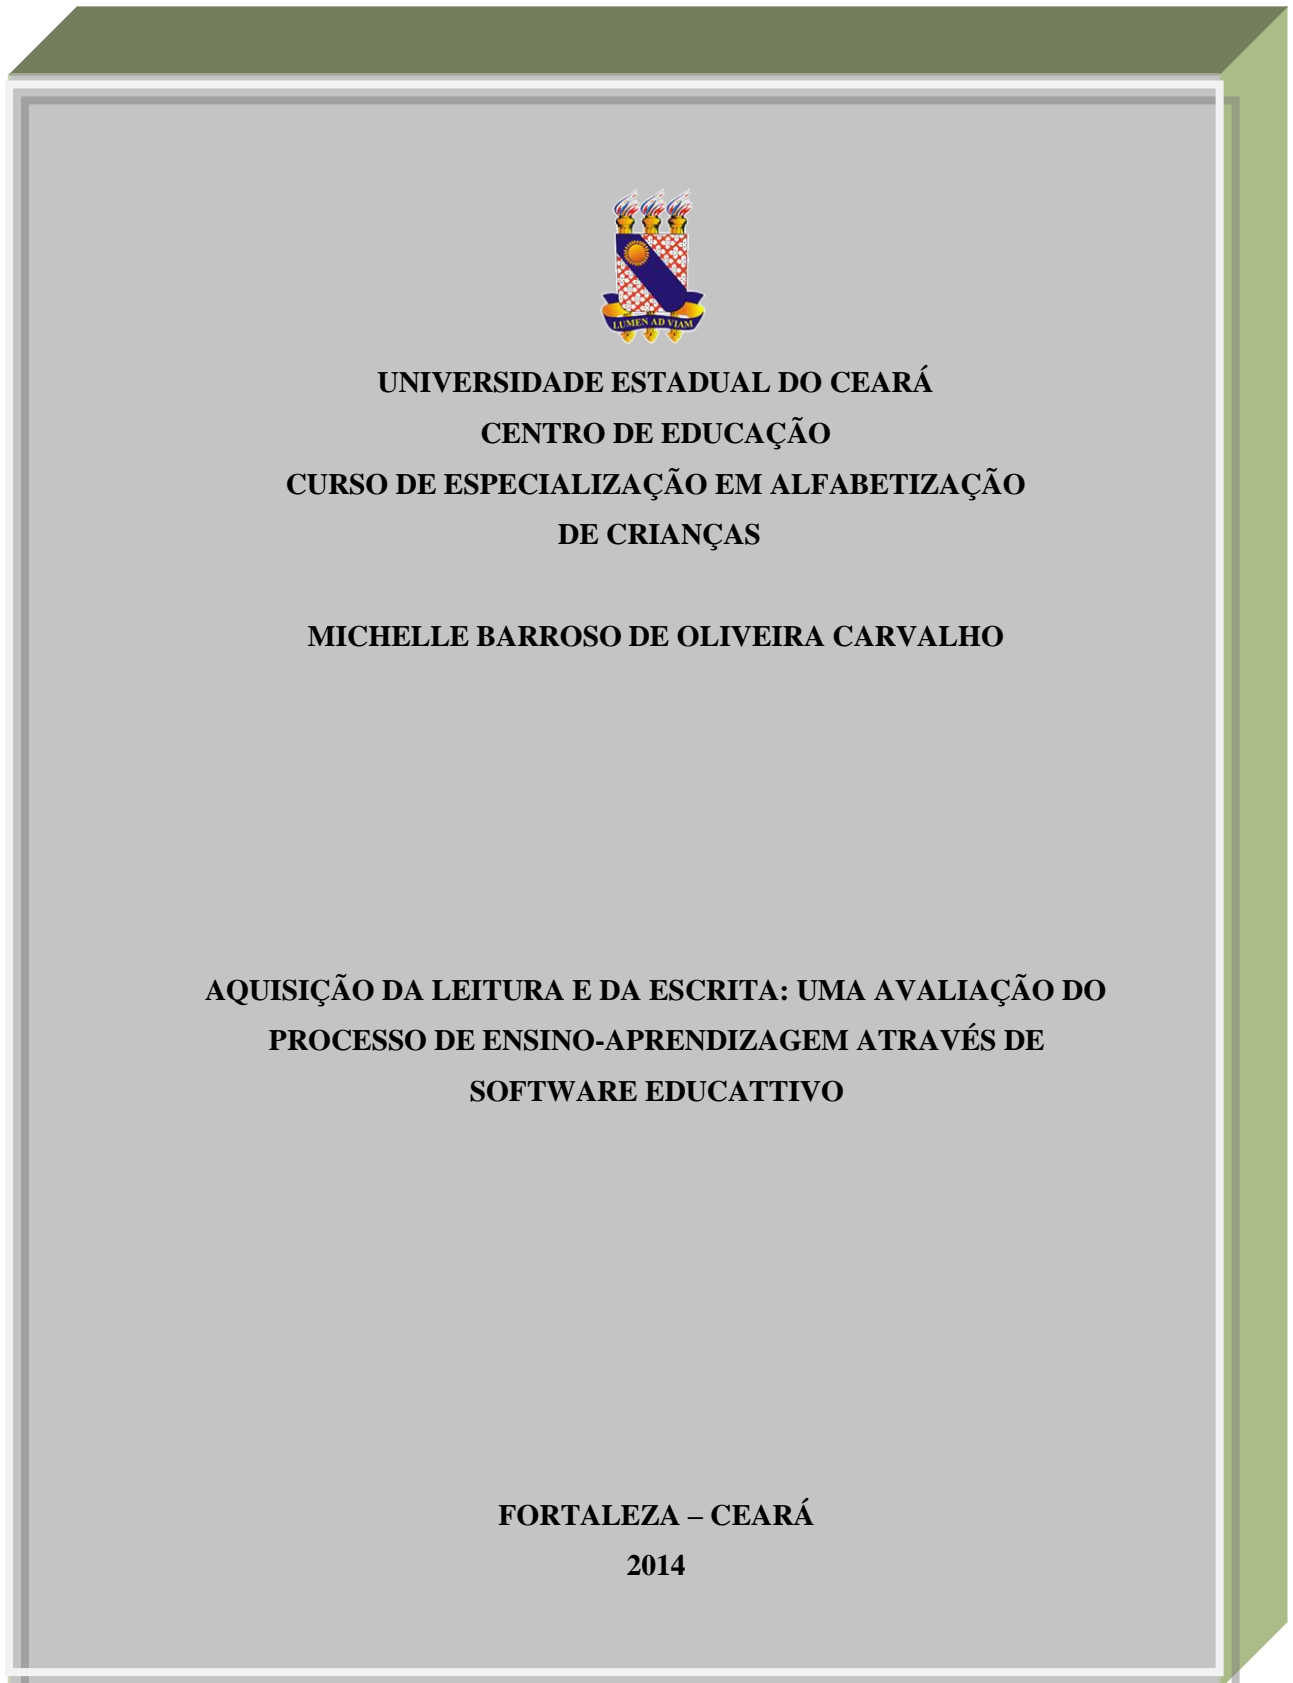 LUMEN AD VIAM
UNIVERSIDADE ESTADUAL DO CEARÁ
CENTRO DE EDUCAÇÃO
CURSO DE ESPECIALIZAÇÃO EM ALFABETIZAÇÃO
DE CRIANÇAS
MICHELLE BARROSO DE OLIVEIRA CARVALHO
AQUISIÇÃO DA LEITURA E DA ESCRITA: UMA AVALIAÇÃO DO
PROCESSO DE ENSINO-APRENDIZAGEM ATRAVÉS DE
SOFTWARE EDUCATTIVO
FORTALEZA – CEARÁ
2014